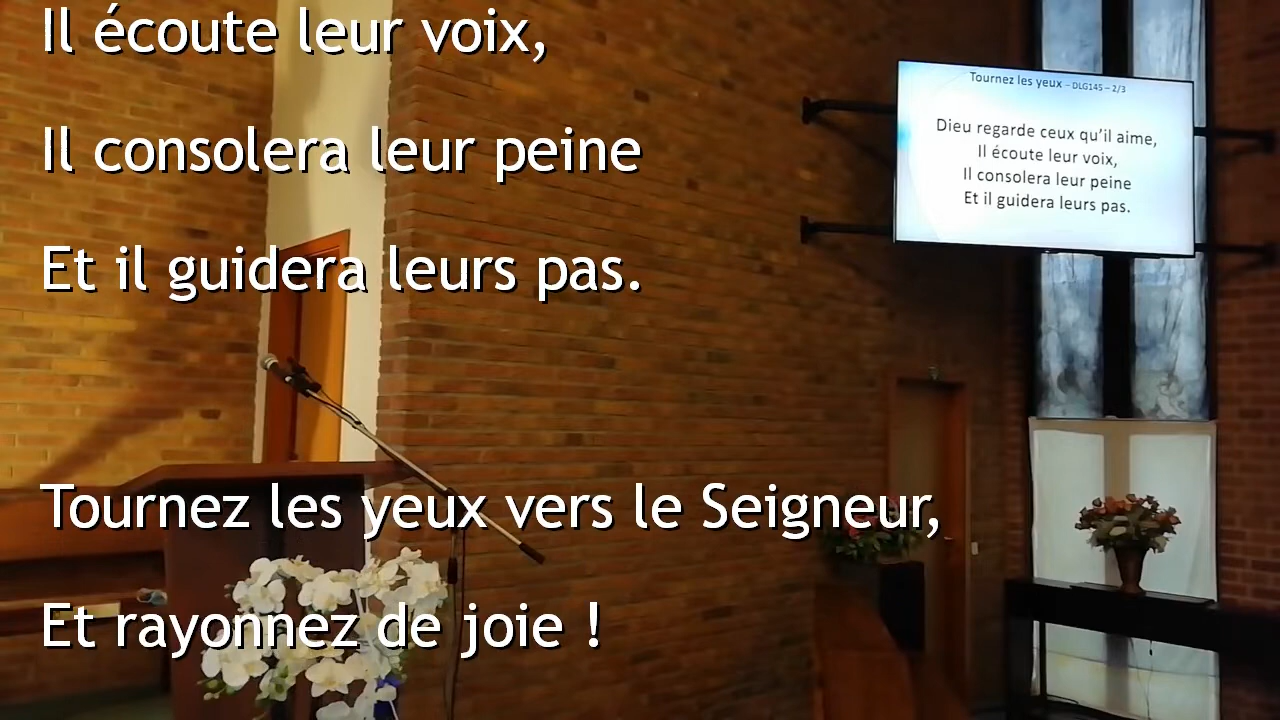 Il écoute leur voix,
Il consolera leur peine
Et il guidera leurs pas.
Tournez les yeux vers le Seigneur,
Et rayonnez de joie !
Tournez les yeux – DLG145 – 2/3
Dieu regarde ceux qu'il aime,
Il écoute leur voix,
Il consolera leur peine
Et il guidera leurs pas.